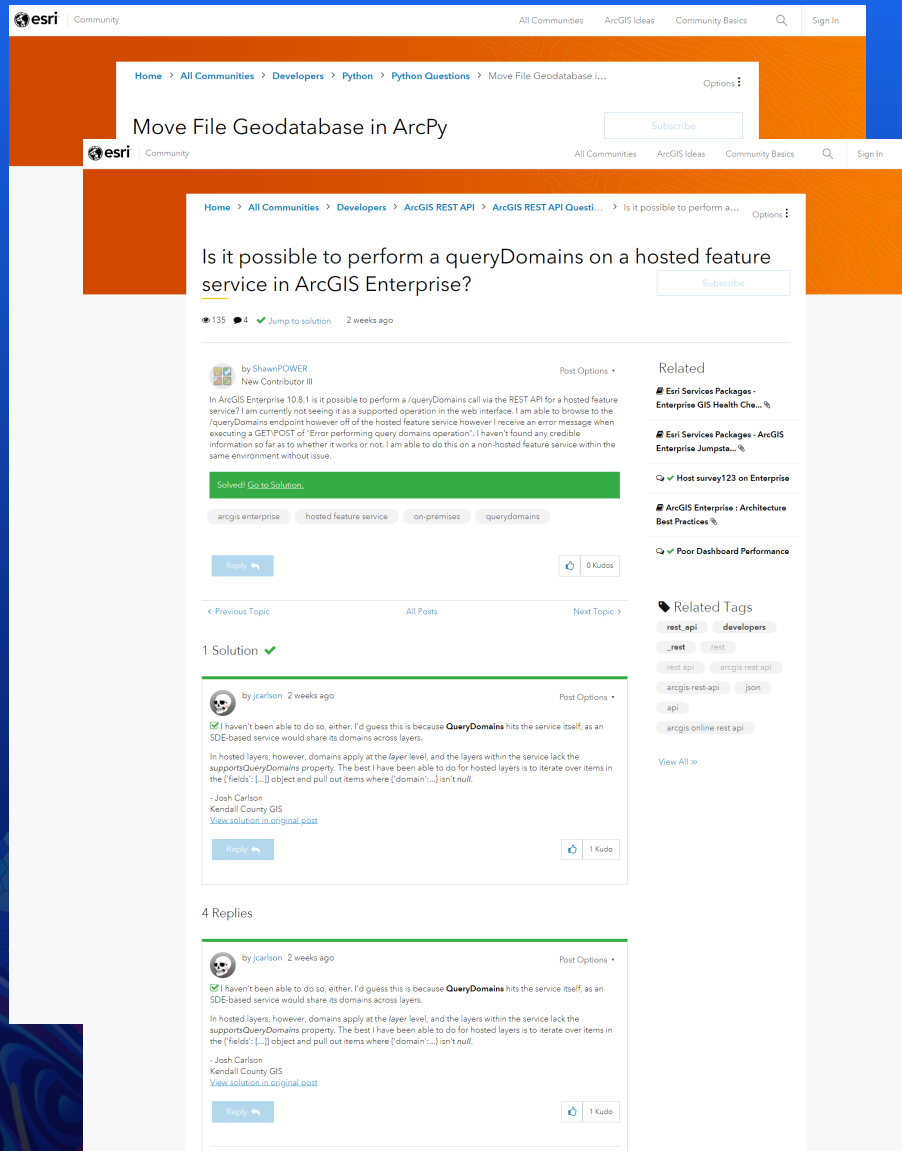 esri Community All Communities ArcGIS Ideas Community Basics Sign In
Home > All Communities > Developers > Python > Python Questions > Move File Geodatabase i...
Options
Move File Geodatabase in ArcPy
Subscribe
esri Community All Communities ArcGIS Ideas Community Basics Sign In
Home > All Communities > Developers > ArcGIS REST API > ArcGIS REST API Questi... > Is it possible to perform a...
Options
Is it possible to perform a queryDomains on a hosted feature
service in ArcGIS Enterprise?
Subscribe
135 4 Jump to solution 2 weeks ago
by ShawnPOWER
New Contributor III
Post Options
In ArcGIS Enterprise 10.8.1 is it possible to perform a /queryDomains call via the REST API for a hosted feature
service? I am currently not seeing it as a supported operation in the web interface. I am able to browse to the
/queryDomains endpoint however off of the hosted feature service however I receive an error message when
executing a GET\POST of "Error performing query domains operation". I haven't found any credible
information so far as to whether it works or not. I am able to do this on a non-hosted feature service within the
same environment without issue.
Solved! Go to Solution.
arcgis enterprise hosted feature service on-premises querydomains
Reply
0 Kudos
< Previous Topic All Posts Next Topic >
1 Solution
by jcarlson 2 weeks ago
Post Options
I haven't been able to do so, either. I'd guess this is because QueryDomains hits the service itself, as an
SDE-based service would share its domains across layers.
In hosted layers, however, domains apply at the layer level, and the layers within the service lack the
supportsQueryDomains property. The best I have been able to do for hosted layers is to iterate over items in
the {'fields': [...]} object and pull out items where {'domain':...} isn't null.
- Josh Carlson
Kendall County GIS
View solution in original post
Reply
1 Kudo
4 Replies
by jcarlson 2 weeks ago
Post Options
I haven't been able to do so, either. I'd guess this is because QueryDomains hits the service itself, as an
SDE-based service would share its domains across layers.
In hosted layers, however, domains apply at the layer level, and the layers within the service lack the
supportsQueryDomains property. The best I have been able to do for hosted layers is to iterate over items in
the {'fields': [...]} object and pull out items where {'domain':...} isn't null.
- Josh Carlson
Kendall County GIS
View solution in original post
Reply
1 Kudo
Related
Esri Services Packages -
Enterprise GIS Health Che...
Esri Services Packages - ArcGIS
Enterprise Jumpsta...
Host survey123 on Enterprise
ArcGIS Enterprise : Architecture
Best Practices
Poor Dashboard Performance
Related Tags
rest_api developers
_rest rest
rest api arcgis rest api
arcgis-rest-api json
api
arcgis online rest api
View All >>